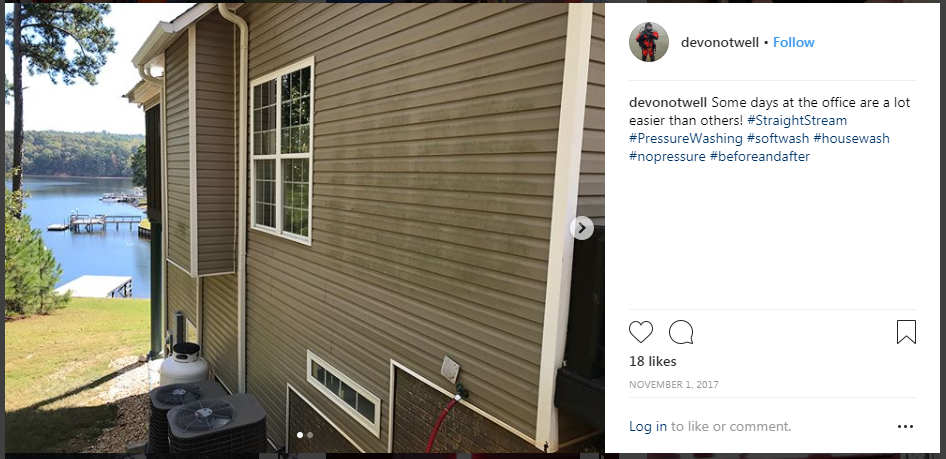 devonotwell • Follow
devonotwell Some days at the office are a lot
easier than others! #StraightStream
#PressureWashing #softwash #housewash
#nopressure #beforeandafter
18 likes
NOVEMBER 1, 2017
Log in to like or comment.